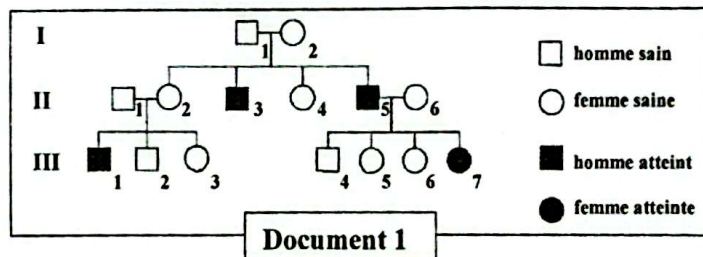 I
1 2
homme sain
II
1 2 3 4 5 6
femme saine
III
1 2 3 4 5 6 7
homme atteint
femme atteinte
Document 1